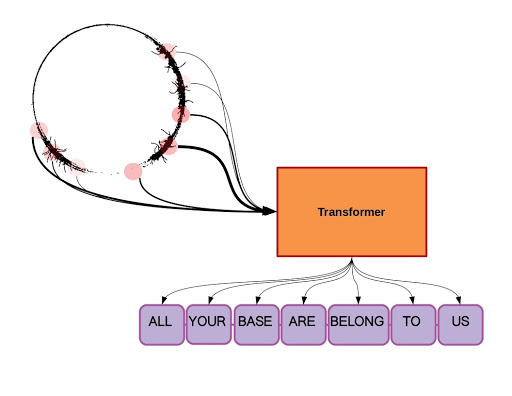 Transformer
ALL YOUR BASE ARE BELONG TO US